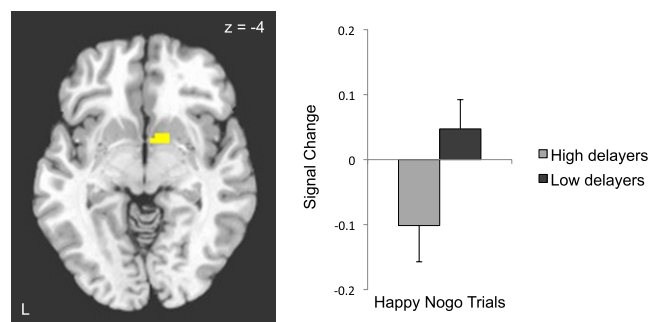 z = -4
L
0.2
0.1
0
-0.1
-0.2
Signal Change
Happy Nogo Trials
High delayers
Low delayers